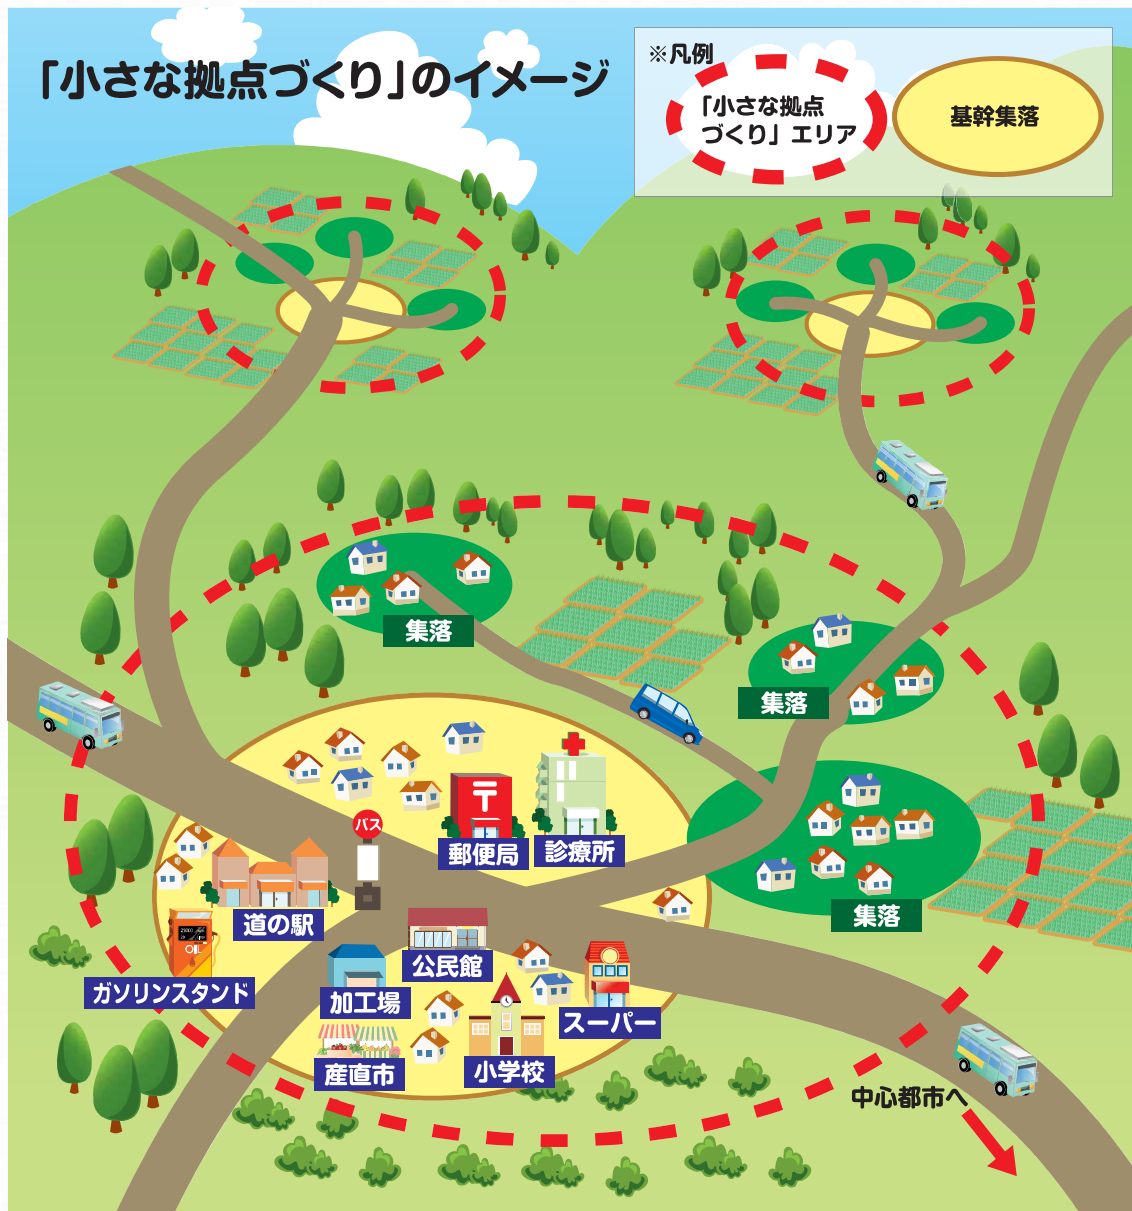 「小さな拠点づくり」のイメージ
※凡例
「小さな拠点
づくり」エリア
基幹集落
集落
集落
バス
郵便局
診療所
集落
道の駅
OIL
公民館
ガソリンスタンド
加工場
スーパー
産直市
小学校
中心都市へ